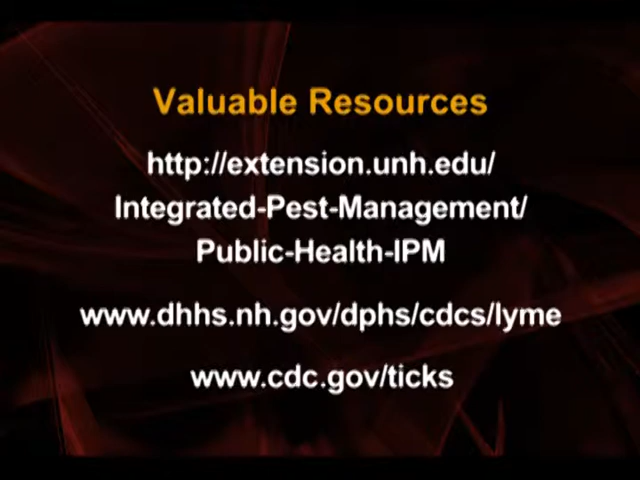 Valuable Resources
http://extension.unh.edu/
Integrated-Pest-Management/
Public-Health-IPM
www.dhhs.nh.gov/dphs/cdcs/lyme
www.cdc.gov/ticks